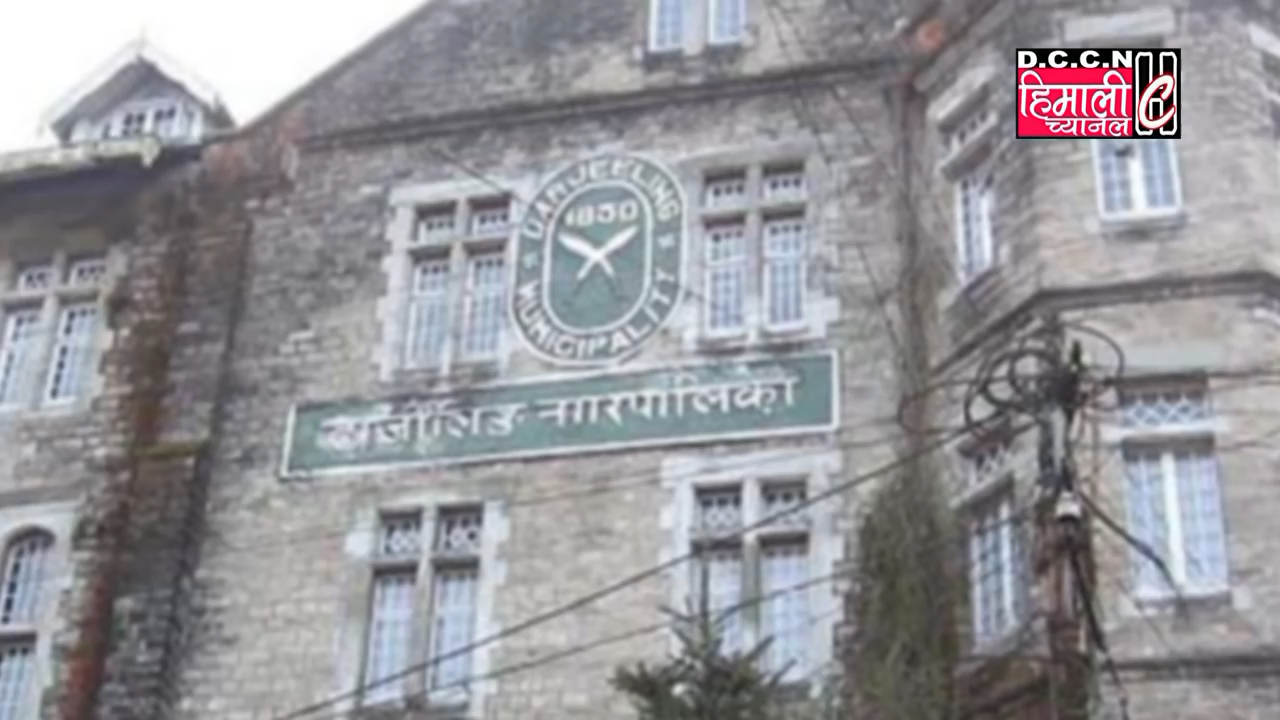 D.C.C.N
हिमाली
च्यानल
DARJEELING
1850
MUNICIPALITY
दार्जीलिङ नगरपालिका